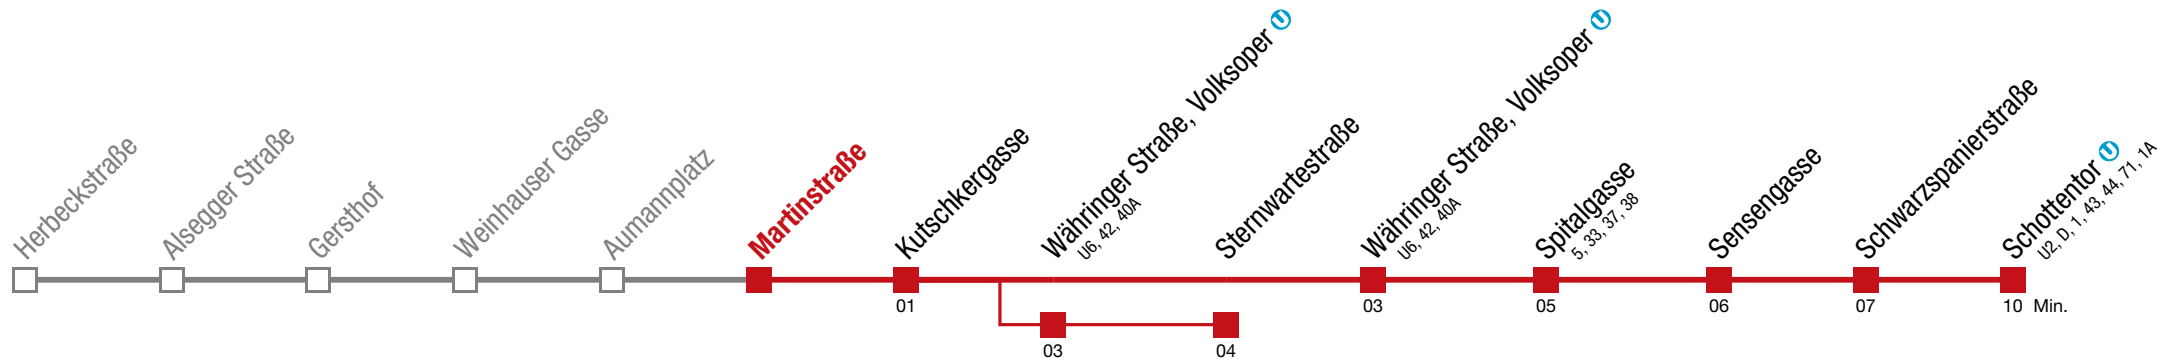 Herbeckstraße
Alsegger Straße
Gersthof
Weinhauser Gasse
Aumannplatz
Martinstraße
Kutschkergasse
Währinger Straße, Volksoper U
U6, 42, 40A
Sternwartestraße
Währinger Straße, Volksoper U
U6, 42, 40A
Spitalgasse
5, 33, 37, 38
Sensengasse
Schwarzspanierstraße
Schottentor U
U2, D, 1, 43, 44, 71, 1A
01
03
05
06
07
10 Min.
03
04